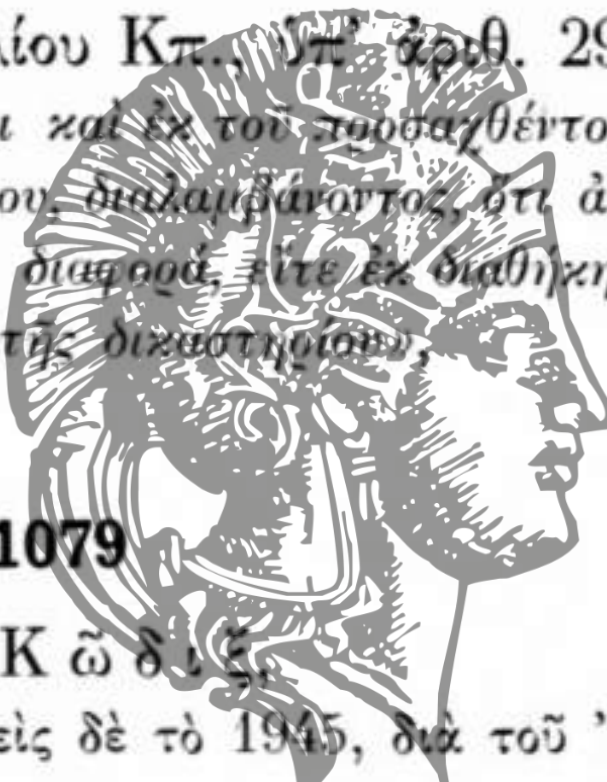 λίου Κπ., ὑπ' ἀριθ. 29
ι καὶ ἐκ τοῦ προσαχθέντο
ου, διαλαμβάνοντος, ὅτι ἀ
διαφορά, εἴτε ἐκ διαθήκη
τῆς δικαστηρίου»,
1079
Κ ῶ δ ι ξ,
εἰς δὲ τὸ 1945, διὰ τοῦ